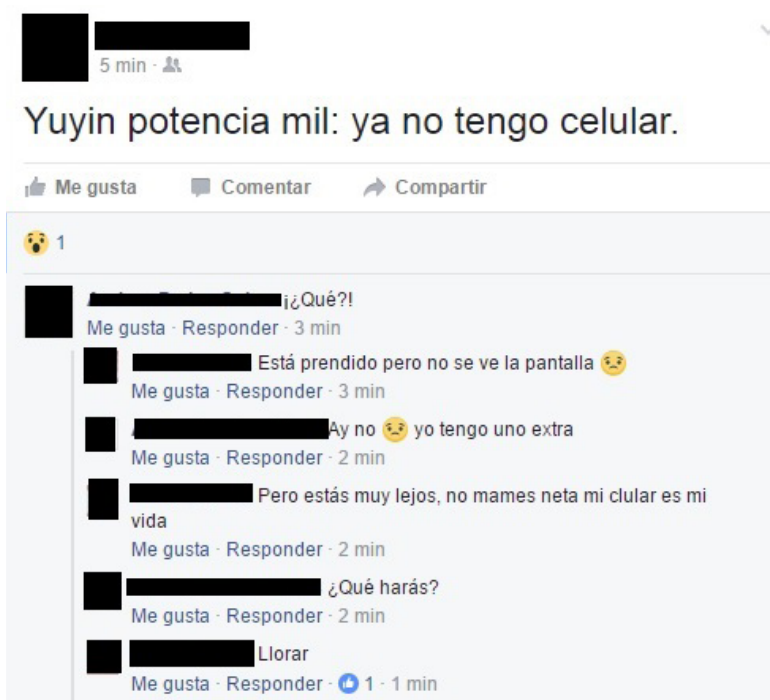 5 min ·
Yuyin potencia mil: ya no tengo celular.
Me gusta Comentar Compartir
1
¡¿Qué?!
Me gusta · Responder · 3 min
Está prendido pero no se ve la pantalla
Me gusta · Responder · 3 min
Ay no yo tengo uno extra
Me gusta · Responder · 2 min
Pero estás muy lejos, no mames neta mi clular es mi
vida
Me gusta · Responder · 2 min
¿Qué harás?
Me gusta · Responder · 2 min
Llorar
Me gusta · Responder · 1 · 1 min